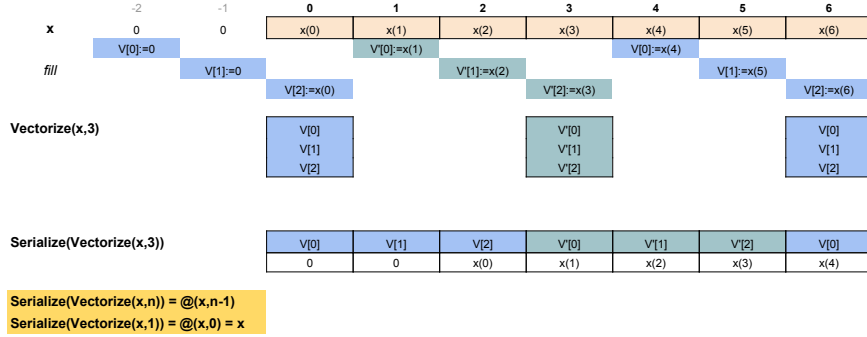 -2 -1 0 1 2 3 4 5 6
x 0 0 x(0) x(1) x(2) x(3) x(4) x(5) x(6)
V[0]:=0 V'[0]:=x(1) V[0]:=x(4)
fill V[1]:=0 V'[1]:=x(2) V[1]:=x(5)
V[2]:=x(0) V'[2]:=x(3) V[2]:=x(6)
Vectorize(x,3) V[0] V'[0] V[0]
V[1] V'[1] V[1]
V[2] V'[2] V[2]
Serialize(Vectorize(x,3)) V[0] V[1] V[2] V'[0] V'[1] V'[2] V[0]
0 0 x(0) x(1) x(2) x(3) x(4)
Serialize(Vectorize(x,n)) = @(x,n-1)
Serialize(Vectorize(x,1)) = @(x,0) = x